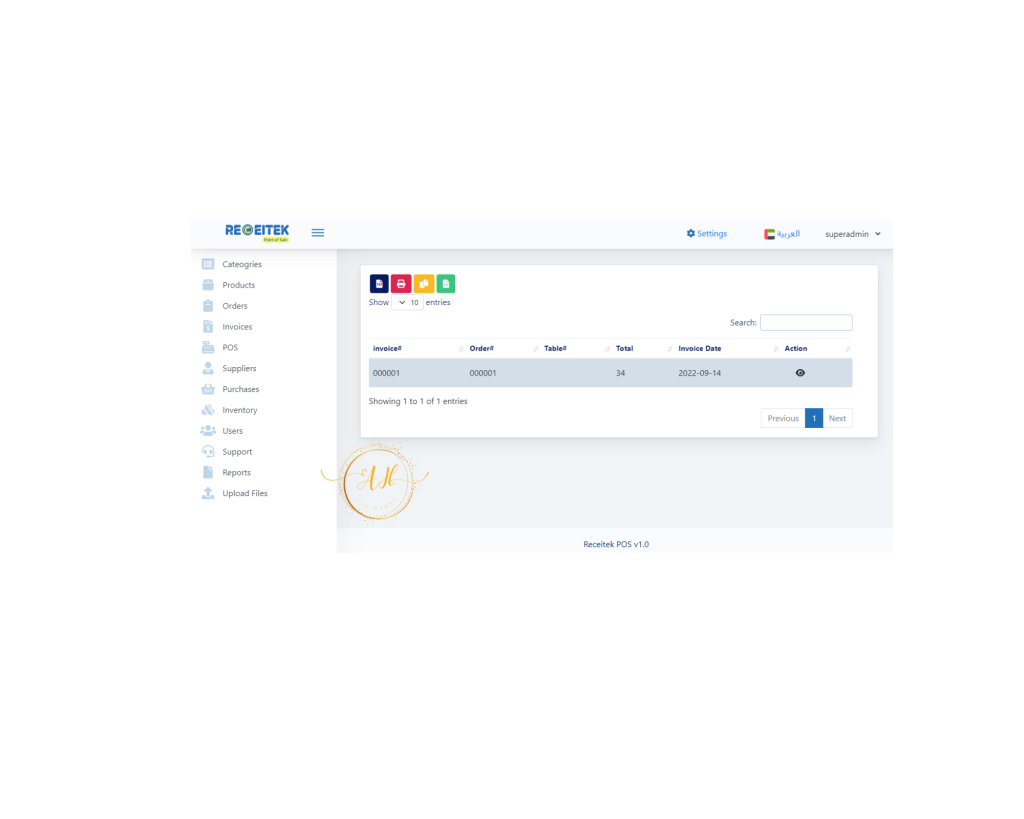 RECEITEK
Point of Sale
Settings
العربية
superadmin
Cateogries
Products
Orders
Invoices
POS
Suppliers
Purchases
Inventory
Users
Support
Reports
Upload Files
Show 10 entries
Search:
invoice# Order# Table# Total Invoice Date Action
000001 000001 34 2022-09-14
Showing 1 to 1 of 1 entries
Previous 1 Next
Receitek POS v1.0